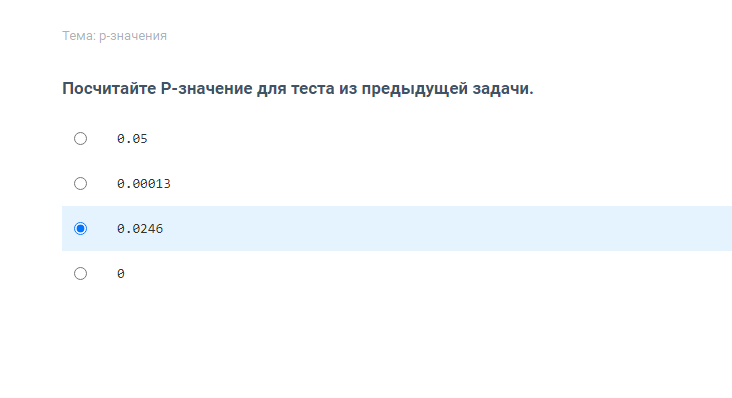 Тема: p-значения
Посчитайте P-значение для теста из предыдущей задачи.
0.05
0.00013
0.0246
0